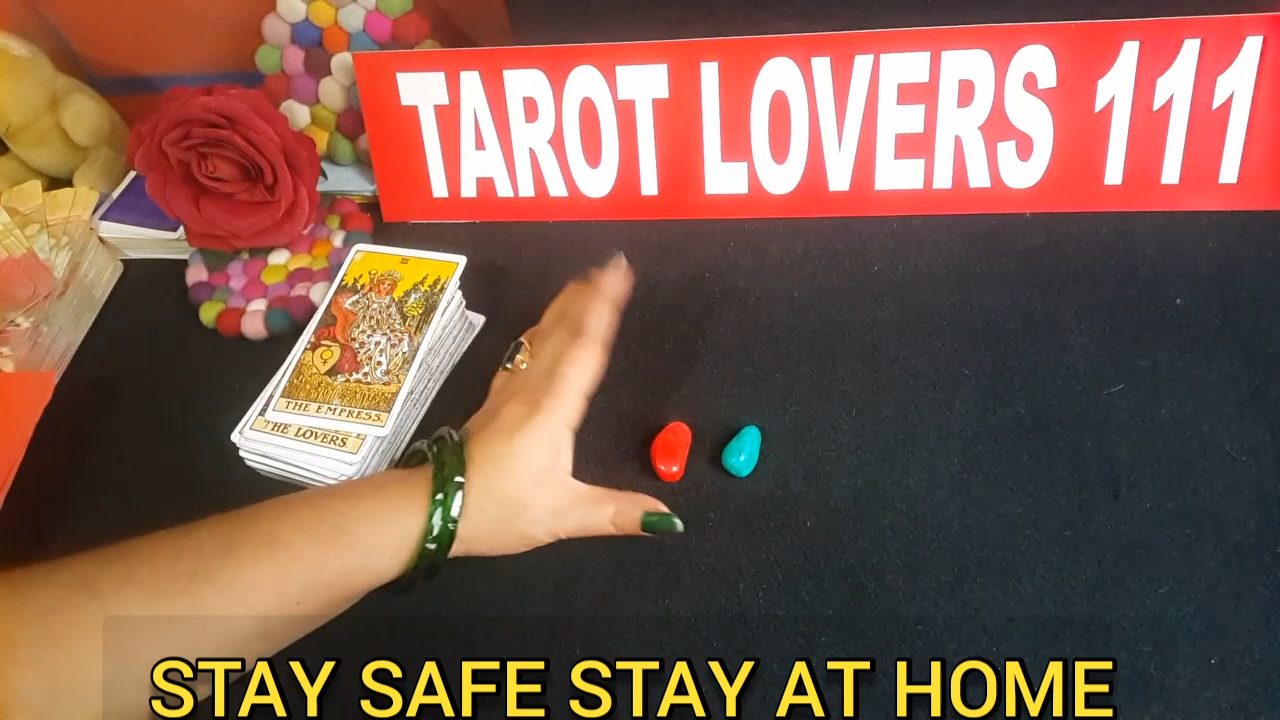 TAROT LOVERS 111
III
THE EMPRESS.
THE LOVERS
STAY SAFE STAY AT HOME